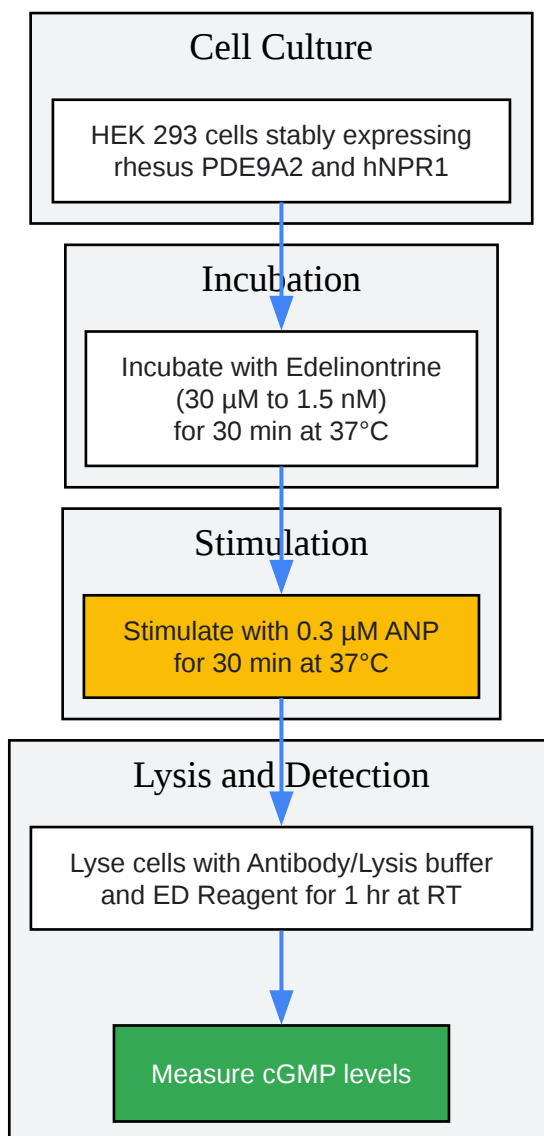 Cell Culture
HEK 293 cells stably expressing
rhesus PDE9A2 and hNPR1
Incubation
Incubate with Edelinontrine
(30 µM to 1.5 nM)
for 30 min at 37°C
Stimulation
Stimulate with 0.3 µM ANP
for 30 min at 37°C
Lysis and Detection
Lyse cells with Antibody/Lysis buffer
and ED Reagent for 1 hr at RT
Measure cGMP levels